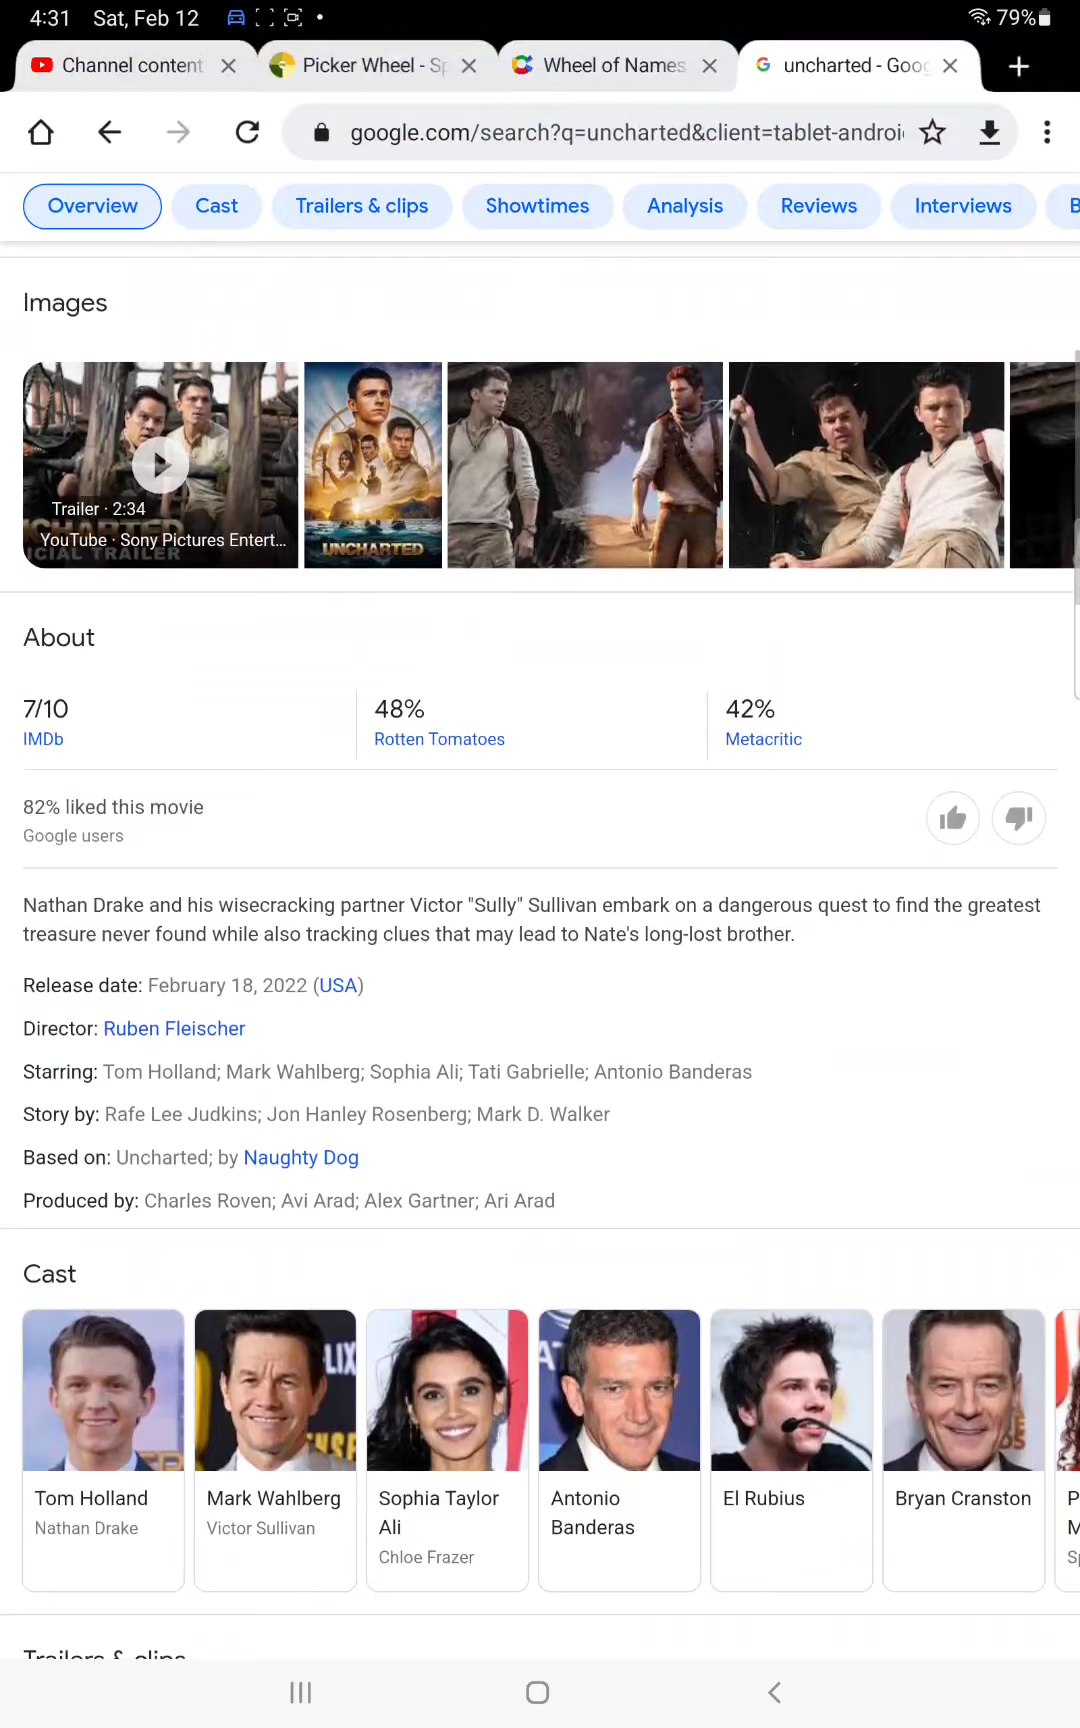 4:31 Sat, Feb 12
79%
Channel content
Picker Wheel - Sp
Wheel of Names
uncharted - Goog
google.com/search?q=uncharted&client=tablet-androi
Overview Cast Trailers & clips Showtimes Analysis Reviews Interviews B
Images
Trailer · 2:34
YouTube · Sony Pictures Entert...
ICIAL TRAILER
UNCHARTED
About
7/10
IMDb
48%
Rotten Tomatoes
42%
Metacritic
82% liked this movie
Google users
Nathan Drake and his wisecracking partner Victor "Sully" Sullivan embark on a dangerous quest to find the greatest
treasure never found while also tracking clues that may lead to Nate's long-lost brother.
Release date: February 18, 2022 (USA)
Director: Ruben Fleischer
Starring: Tom Holland; Mark Wahlberg; Sophia Ali; Tati Gabrielle; Antonio Banderas
Story by: Rafe Lee Judkins; Jon Hanley Rosenberg; Mark D. Walker
Based on: Uncharted; by Naughty Dog
Produced by: Charles Roven; Avi Arad; Alex Gartner; Ari Arad
Cast
Tom Holland
Nathan Drake
Mark Wahlberg
Victor Sullivan
Sophia Taylor
Ali
Chloe Frazer
Antonio
Banderas
El Rubius
Bryan Cranston
P
M
Sp
Trailers & clips